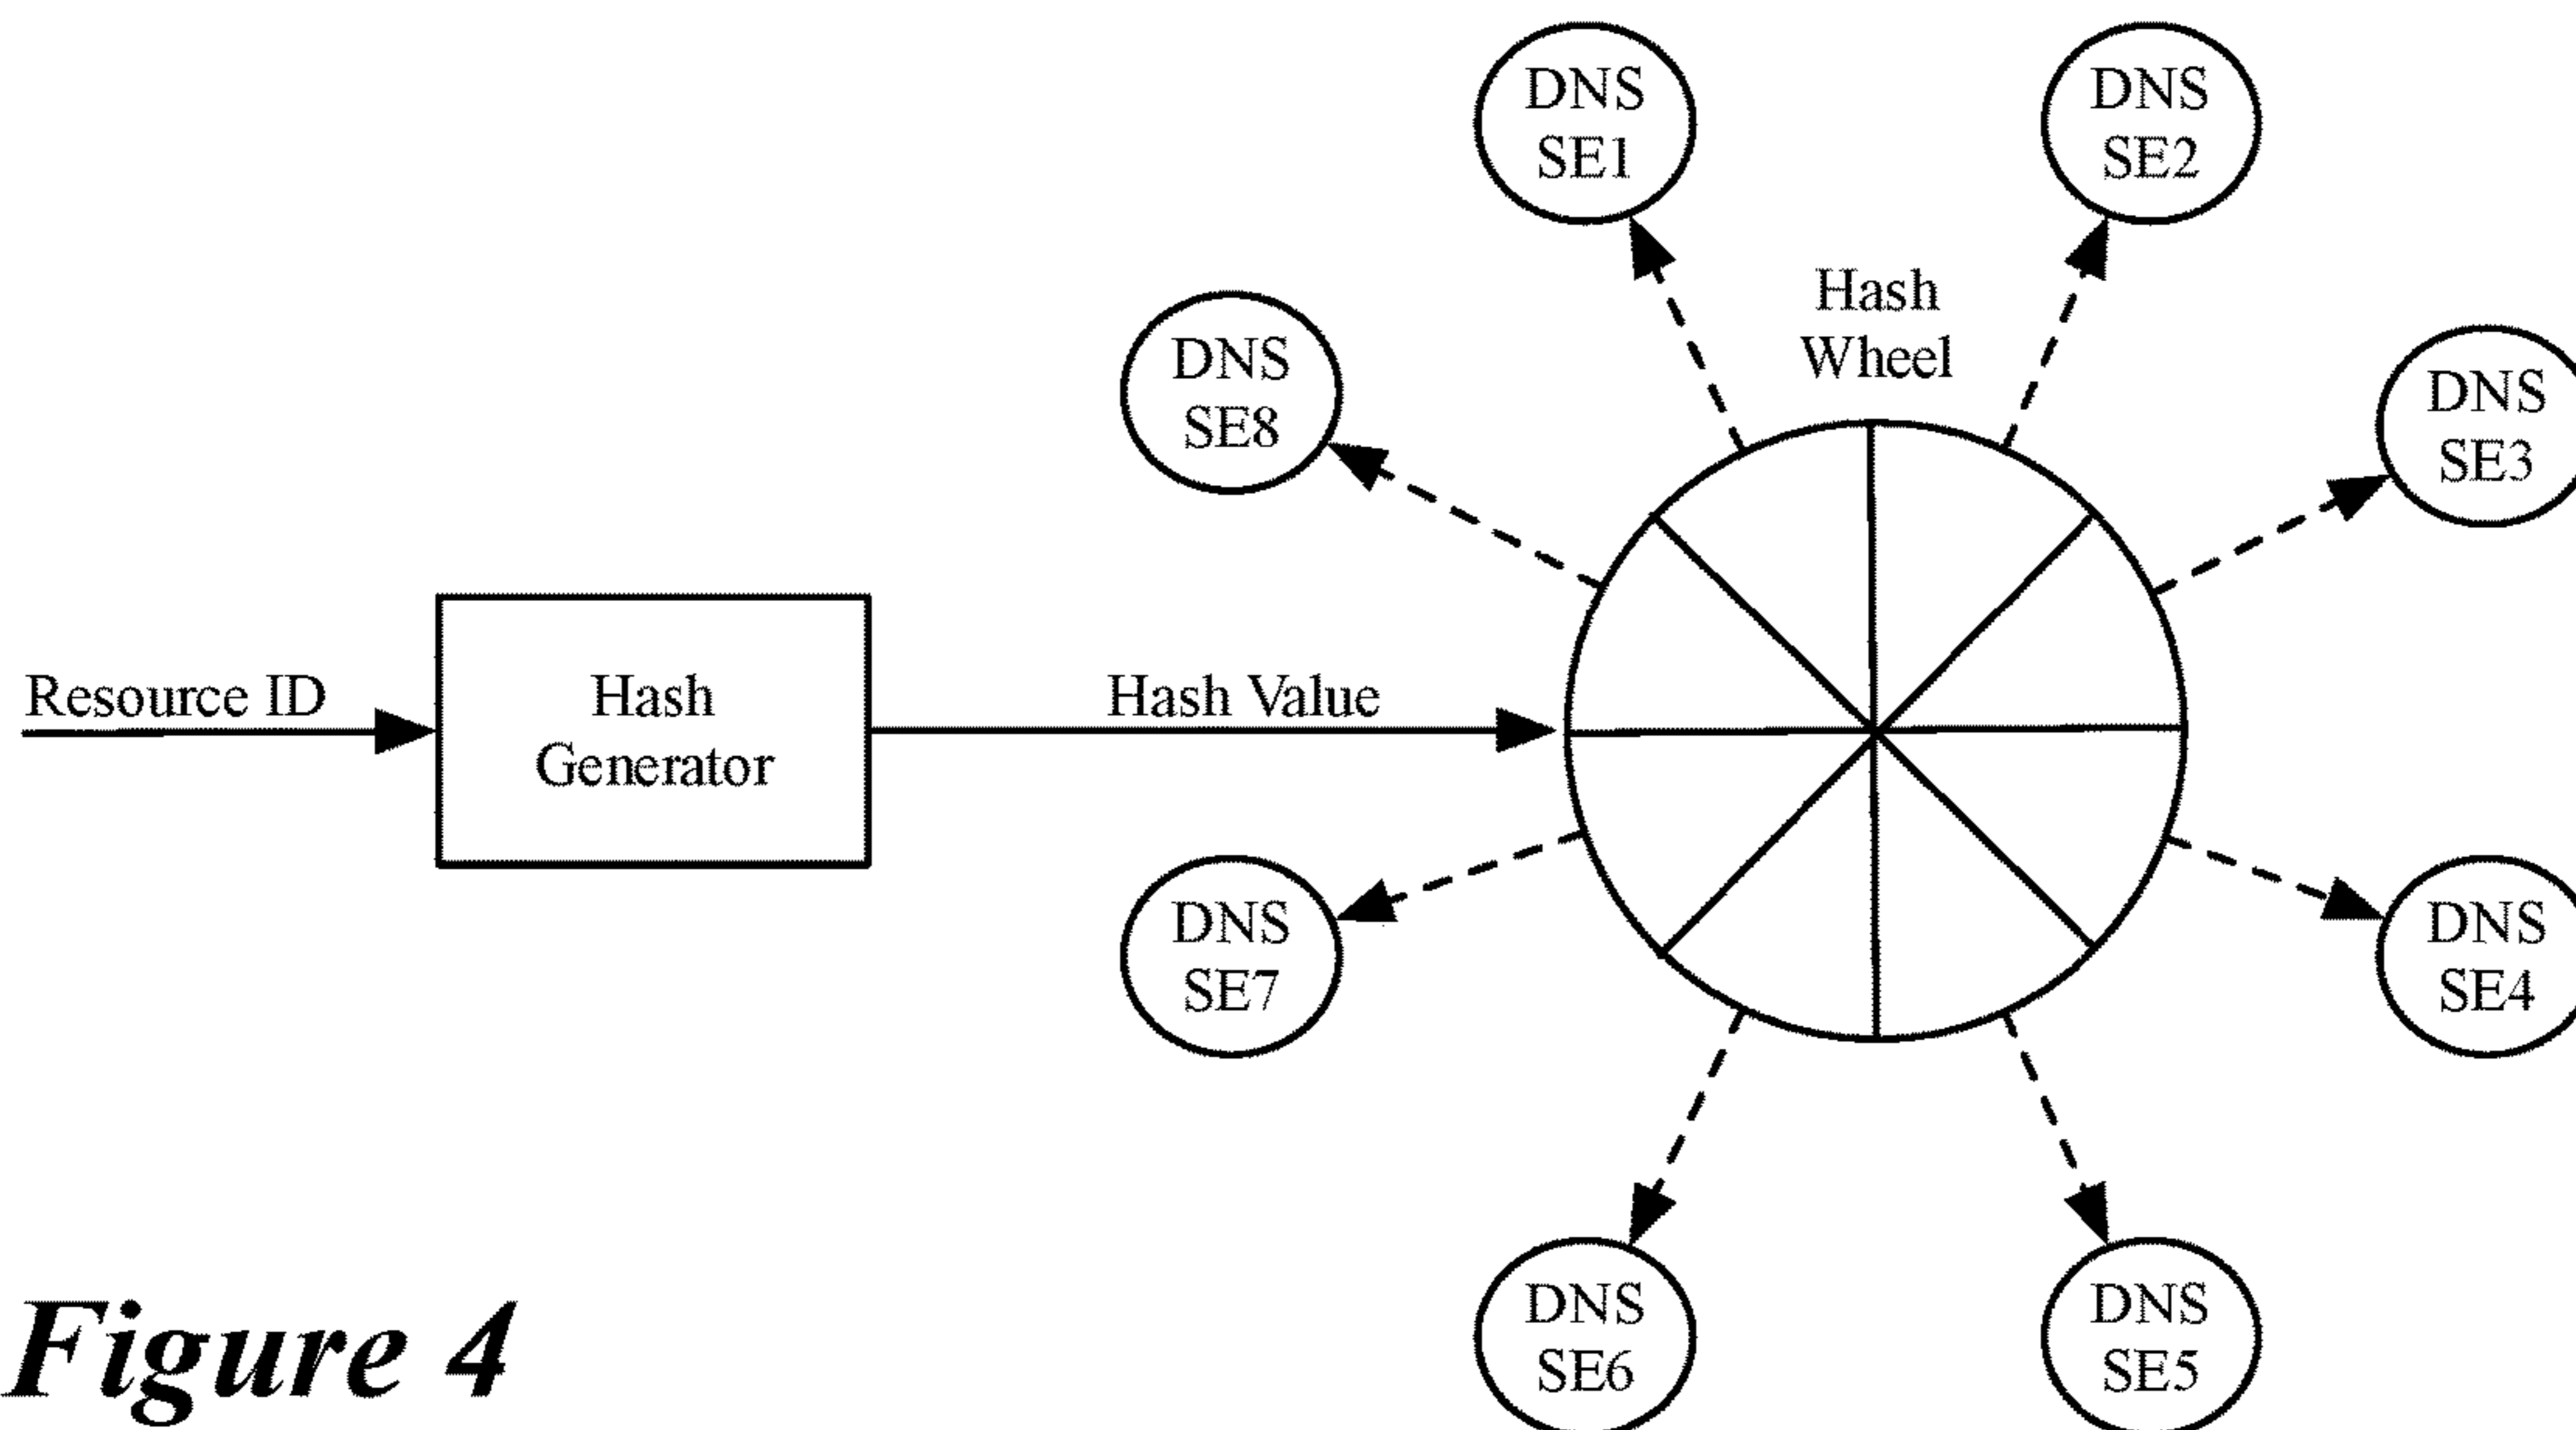 DNS
SE1
DNS
SE2
Hash
Wheel
DNS
SE8
DNS
SE3
Resource ID
Hash
Generator
Hash Value
DNS
SE7
DNS
SE4
DNS
SE6
DNS
SE5
Figure 4